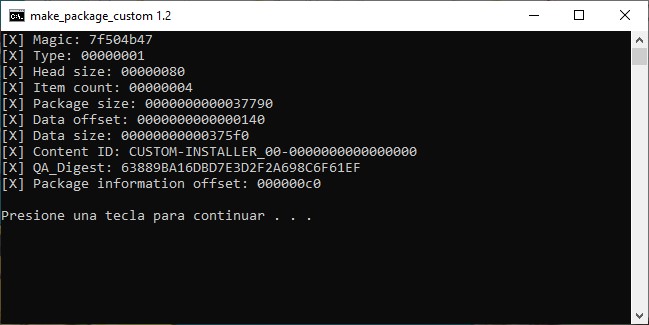 make_package_custom 1.2
[X] Magic: 7f504b47
[X] Type: 00000001
[X] Head size: 00000080
[X] Item count: 00000004
[X] Package size: 0000000000037790
[X] Data offset: 0000000000000140
[X] Data size: 00000000000375f0
[X] Content ID: CUSTOM-INSTALLER_00-0000000000000000
[X] QA_Digest: 63889BA16DBD7E3D2F2A698C6F61EF
[X] Package information offset: 000000c0
Presione una tecla para continuar . . .